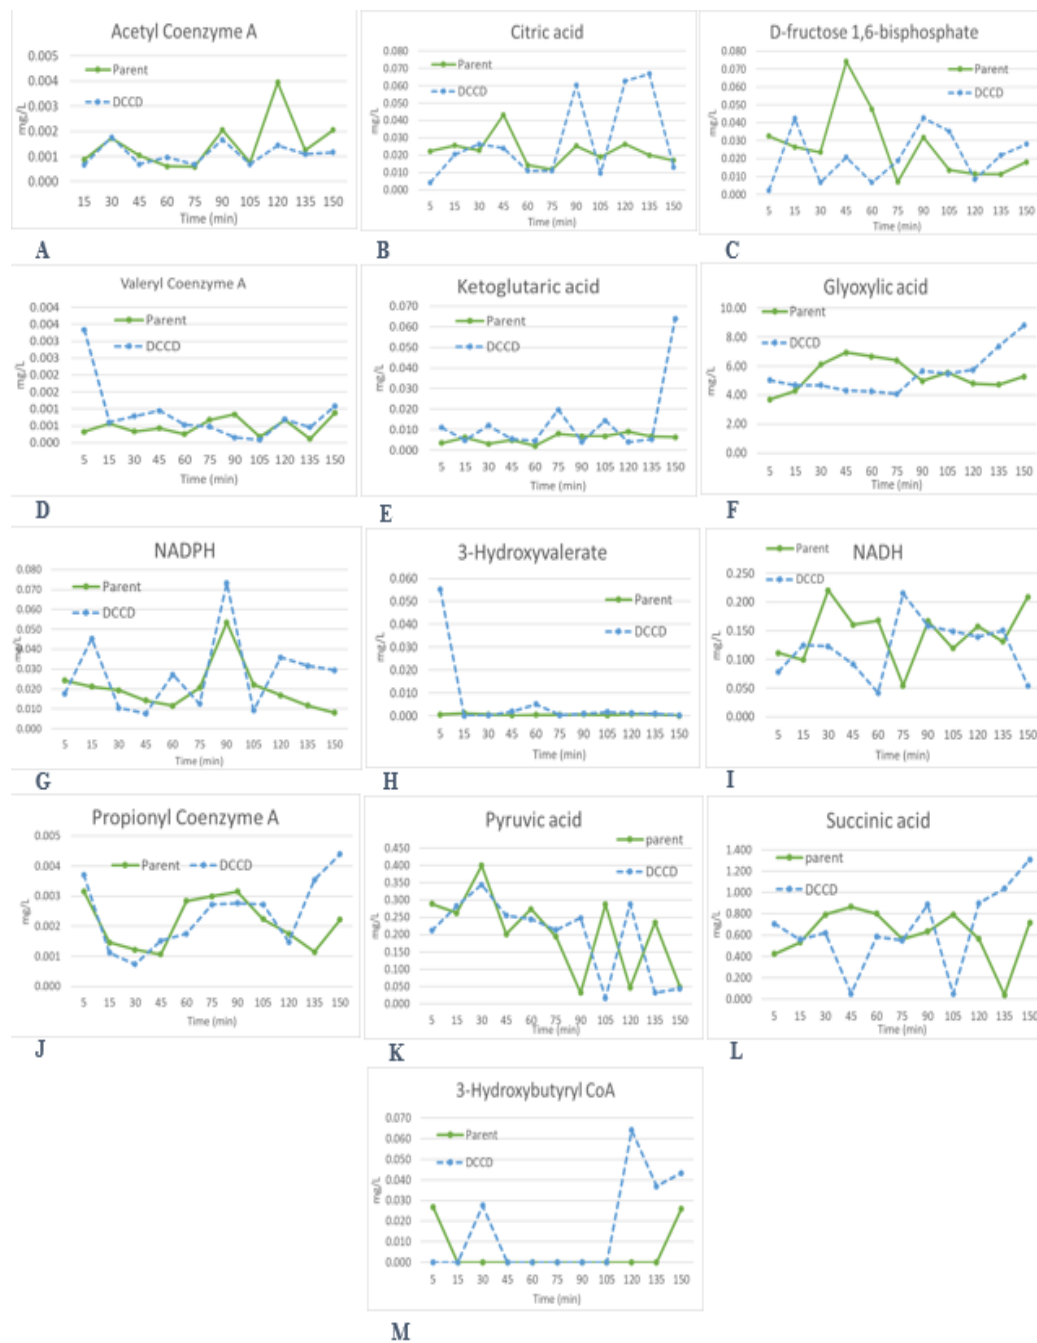 Acetyl Coenzyme A
0.005
0.004
0.003
0.002
0.001
0.000
mg/L
Parent
DCCD
15 30 45 60 75 90 105 120 135 150
Time (min)
A
Citric acid
0.080
0.070
0.060
0.050
0.040
0.030
0.020
0.010
0.000
mg/L
Parent
DCCD
5 15 30 45 60 75 90 105 120 135 150
Time (min)
B
D-fructose 1,6-bisphosphate
0.080
0.070
0.060
0.050
0.040
0.030
0.020
0.010
0.000
mg/L
Parent
DCCD
5 15 30 45 60 75 90 105 120 135 150
Time (min)
C
Valeryl Coenzyme A
0.004
0.004
0.003
0.003
0.002
0.002
0.001
0.001
0.000
mg/L
Parent
DCCD
5 15 30 45 60 75 90 105 120 135 150
Time (min)
D
Ketoglutaric acid
0.070
0.060
0.050
0.040
0.030
0.020
0.010
0.000
mg/L
Parent
DCCD
5 15 30 45 60 75 90 105 120 135 150
Time (min)
E
Glyoxylic acid
10.00
8.00
6.00
4.00
2.00
0.00
mg/L
Parent
DCCD
5 15 30 45 60 75 90 105 120 135 150
Time (min)
F
NADPH
0.080
0.070
0.060
0.050
0.040
0.030
0.020
0.010
0.000
mg/L
Parent
DCCD
5 15 30 45 60 75 90 105 120 135 150
Time (min)
G
3-Hydroxyvalerate
0.060
0.050
0.040
0.030
0.020
0.010
0.000
mg/L
Parent
DCCD
5 15 30 45 60 75 90 105 120 135 150
Time (min)
H
NADH
0.250
0.200
0.150
0.100
0.050
0.000
mg/L
Parent
DCCD
5 15 30 45 60 75 90 105 120 135 150
Time (min)
I
Propionyl Coenzyme A
0.005
0.004
0.003
0.002
0.001
0.000
mg/L
Parent DCCD
5 15 30 45 60 75 90 105 120 135 150
Time (min)
J
Pyruvic acid
0.450
0.400
0.350
0.300
0.250
0.200
0.150
0.100
0.050
0.000
mg/L
parent
DCCD
5 15 30 45 60 75 90 105 120 135 150
Time (min)
K
Succinic acid
1.400
1.200
1.000
0.800
0.600
0.400
0.200
0.000
mg/L
parent
DCCD
5 15 30 45 60 75 90 105 120 135 150
Time (min)
L
3-Hydroxybutyryl CoA
0.070
0.060
0.050
0.040
0.030
0.020
0.010
0.000
mg/L
Parent
DCCD
5 15 30 45 60 75 90 105 120 135 150
Time (min)
M